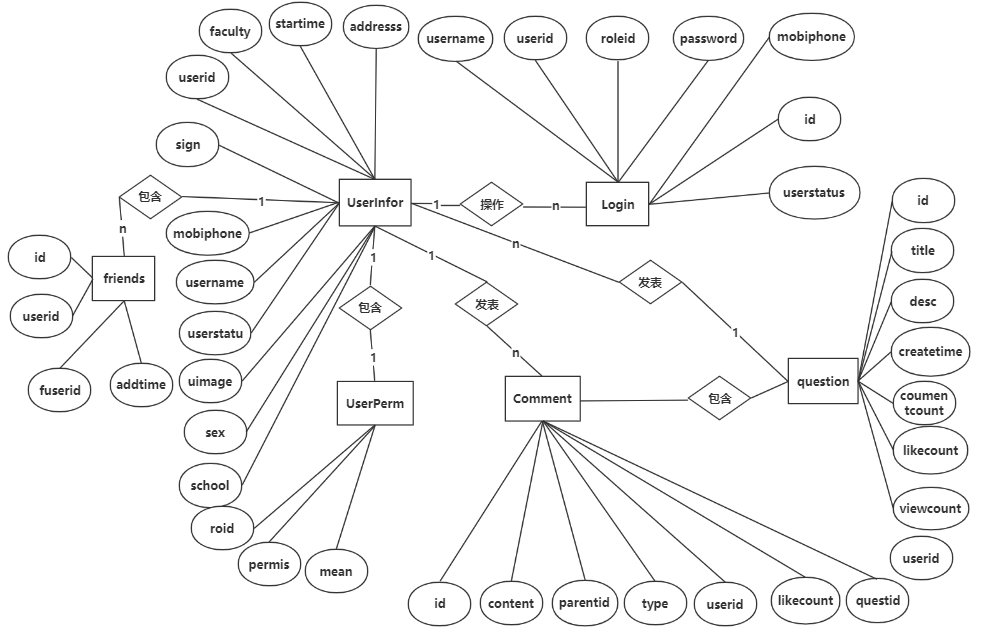 faculty
startime
addresss
username
userid
roleid
password
mobiphone
userid
id
sign
包含
1
UserInfor
1
操作
n
Login
userstatus
id
n
mobiphone
n
title
id
friends
1
1
发表
username
desc
userid
包含
发表
userstatu
1
createtime
1
n
fuserid
addtime
uimage
UserPerm
Comment
包含
question
coumen
tcount
sex
likecount
school
roid
viewcount
permis
mean
userid
id
content
parentid
type
userid
likecount
questid